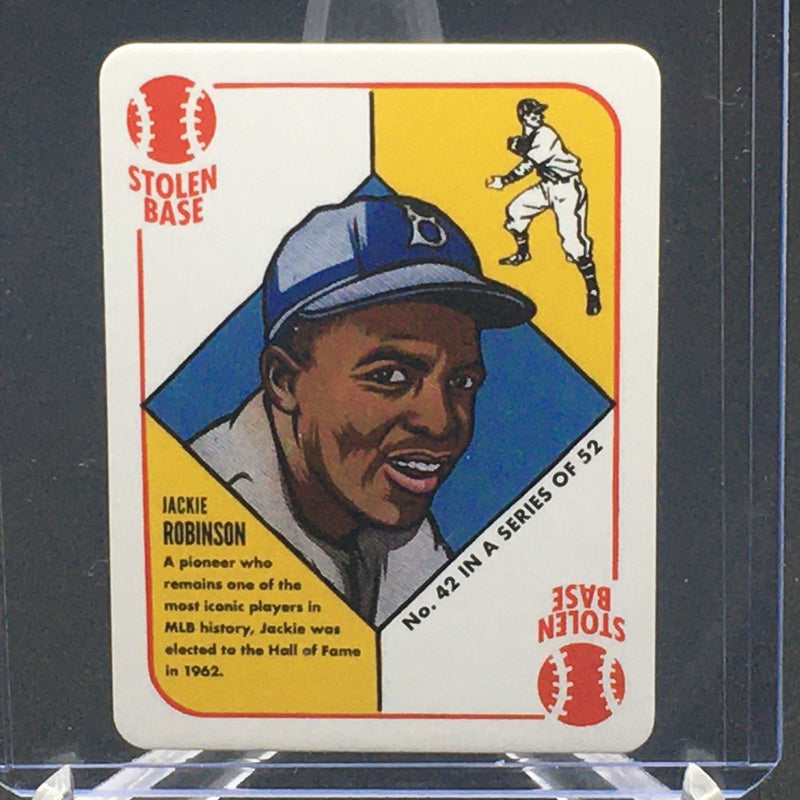 STOLEN
BASE
B
JACKIE
ROBINSON
A pioneer who
remains one of the
most iconic players in
MLB history, Jackie was
elected to the Hall of Fame
in 1962.
No. 42 IN A SERIES OF 52
STOLEN
BASE